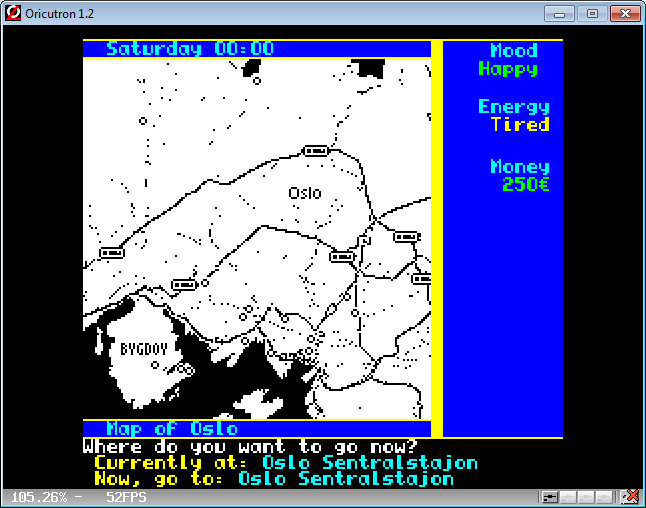 Oricutron 1.2
Saturday 00:00
Mood
Happy
Energy
Tired
Money
250€
Oslo
BYGDOY
Map of Oslo
Where do you want to go now?
Currently at: Oslo Sentralstajon
Now, go to: Oslo Sentralstajon
105.26% - 52FPS